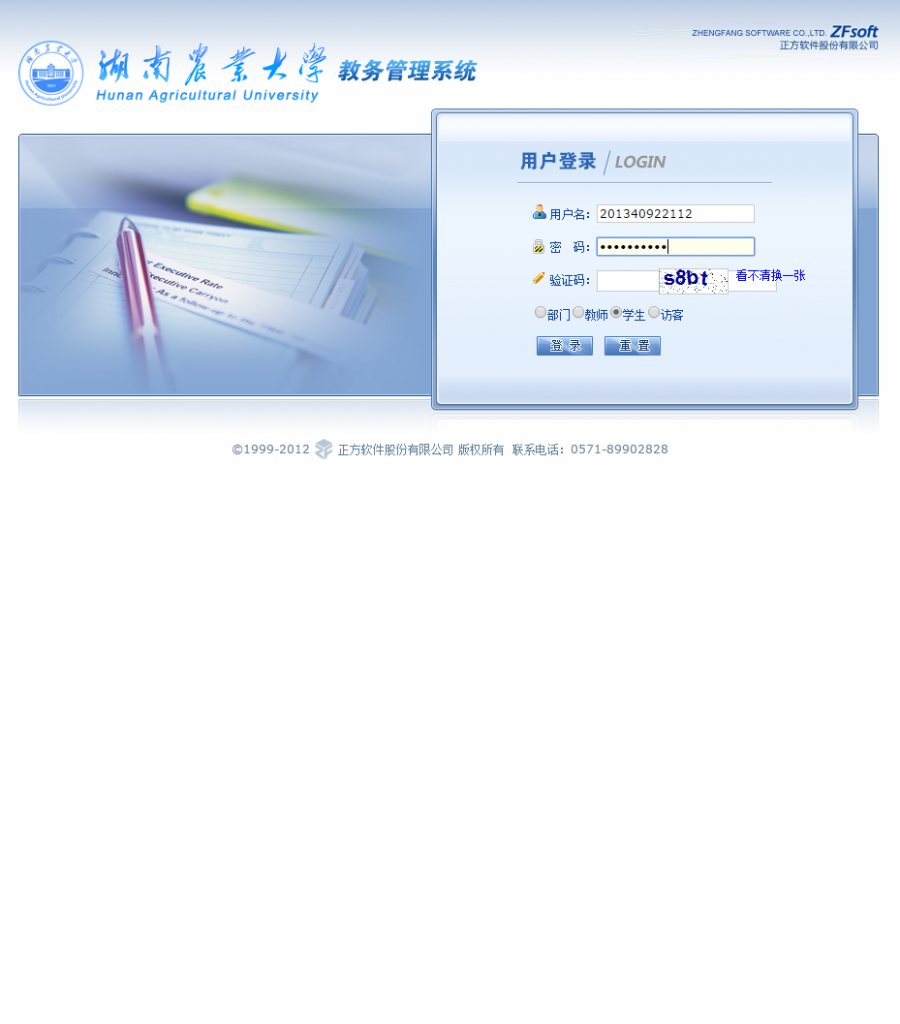 ZHENGFANG SOFTWARE CO.,LTD. ZFsoft
正方软件股份有限公司
湖南农业大学 教务管理系统
Hunan Agricultural University
用户登录 / LOGIN
用户名： 201340922112
密 码： ••••••••••
验证码： s8bt 看不清换一张
部门 教师 学生 访客
登 录 重 置
Executive Rate
Executive Carryon
As a follow-up to the
©1999-2012 正方软件股份有限公司 版权所有 联系电话：0571-89902828